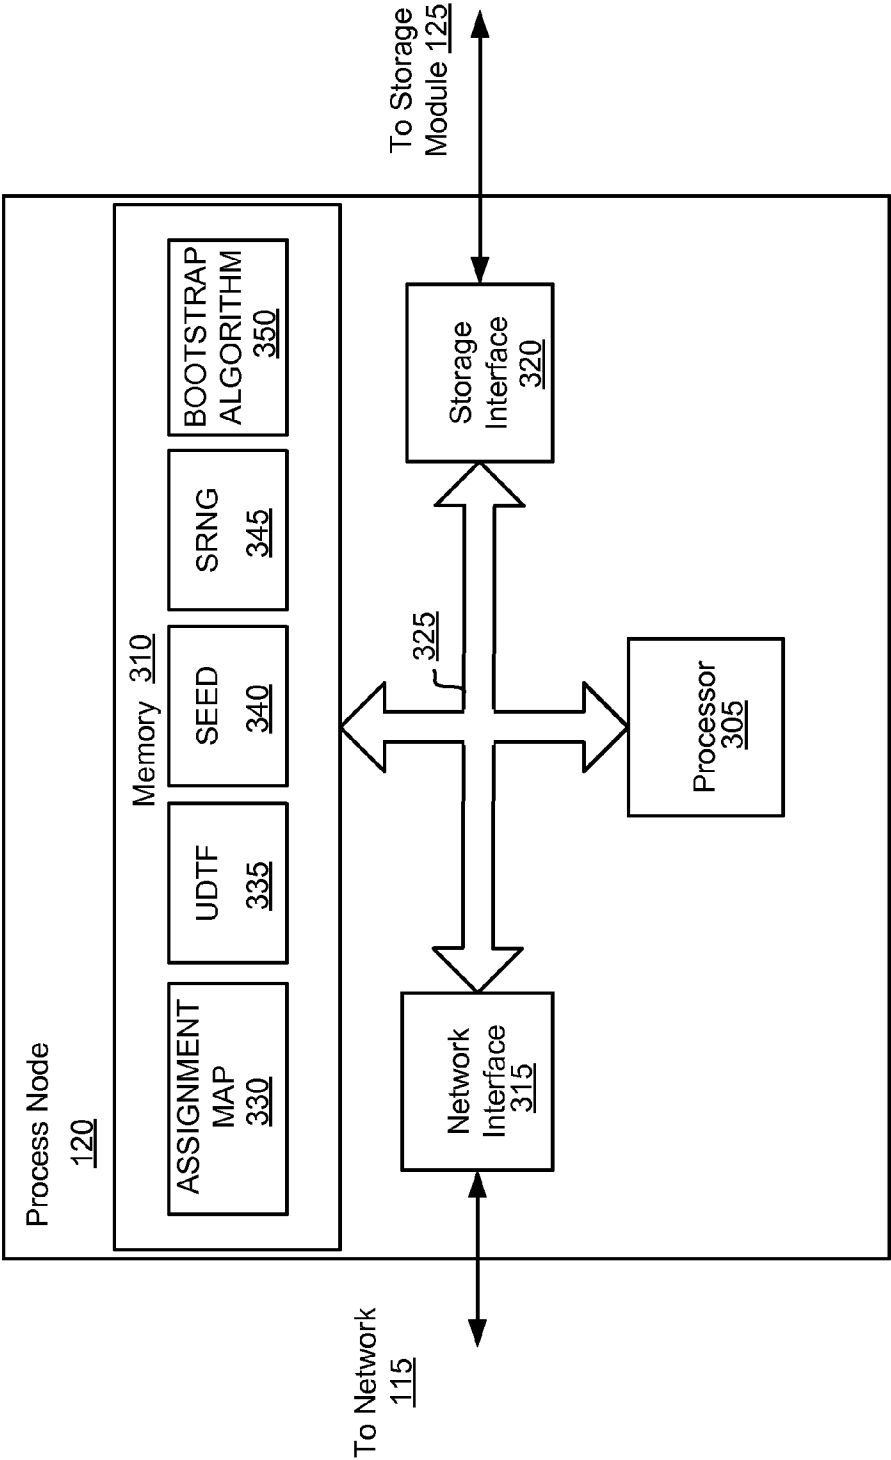 Process Node
120
Memory 310
ASSIGNMENT
MAP
330
UDTF
335
SEED
340
SRNG
345
BOOTSTRAP
ALGORITHM
350
To Network
115
Network
Interface
315
325
Storage
Interface
320
To Storage
Module 125
Processor
305